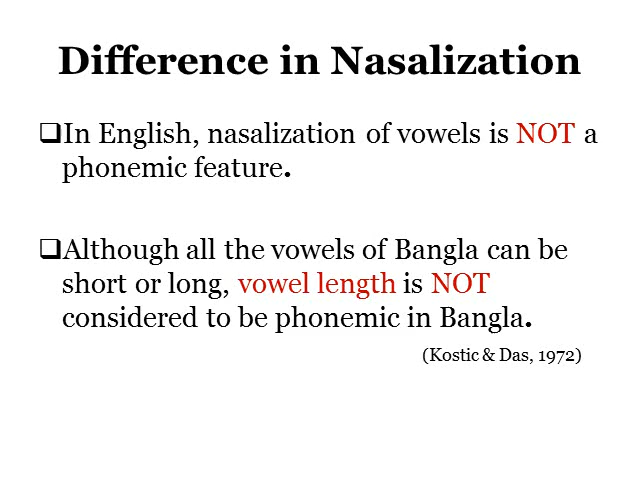 Difference in Nasalization
❑In English, nasalization of vowels is NOT a
phonemic feature.
❑Although all the vowels of Bangla can be
short or long, vowel length is NOT
considered to be phonemic in Bangla.
(Kostic & Das, 1972)